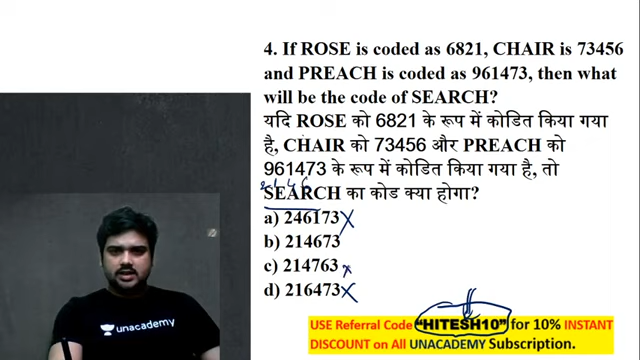 4. If ROSE is coded as 6821, CHAIR is 73456
and PREACH is coded as 961473, then what
will be the code of SEARCH?
यदि ROSE को 6821 के रूप में कोडित किया गया
है, CHAIR को 73456 और PREACH को
961473 के रूप में कोडित किया गया है, तो
2146
SEARCH का कोड क्या होगा?
a) 246173
b) 214673
c) 214763
d) 216473
unacademy
USE Referral Code "HITESH10" for 10% INSTANT
DISCOUNT on All UNACADEMY Subscription.